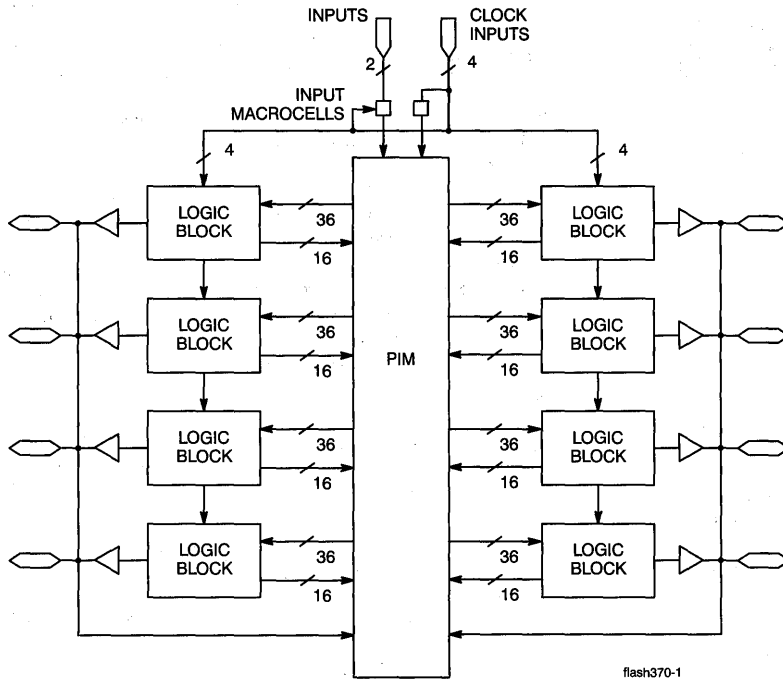 INPUTS
CLOCK
INPUTS
2
4
INPUT
MACROCELLS
4
4
LOGIC
BLOCK
36
16
36
16
LOGIC
BLOCK
LOGIC
BLOCK
36
16
PIM
36
16
LOGIC
BLOCK
LOGIC
BLOCK
36
16
36
16
LOGIC
BLOCK
LOGIC
BLOCK
36
16
36
16
LOGIC
BLOCK
flash370-1